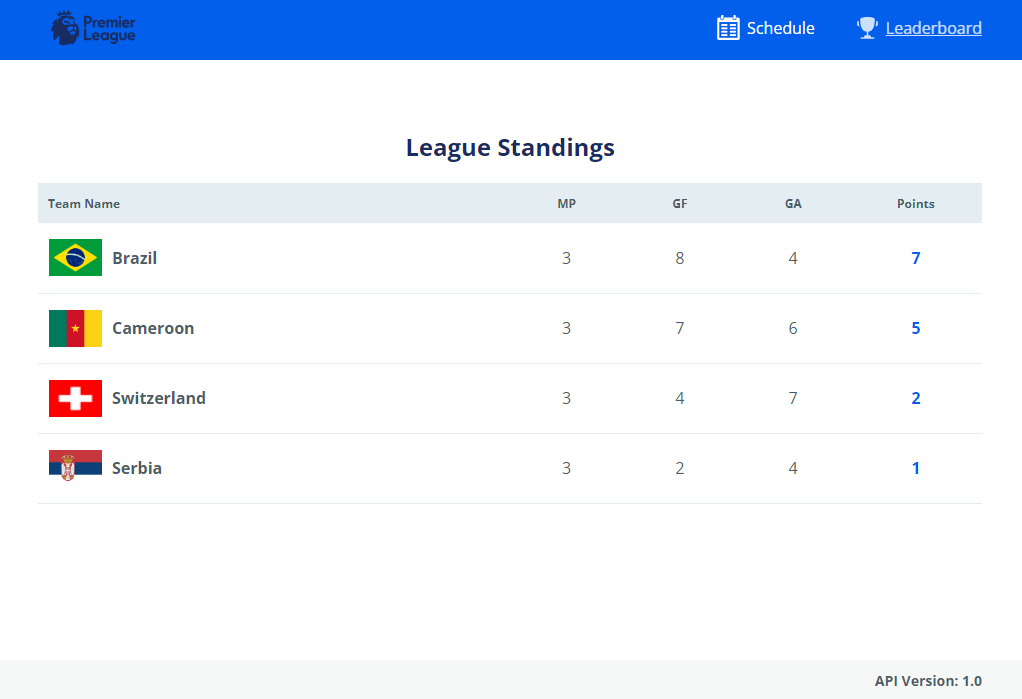 Premier League
Schedule
Leaderboard
League Standings
Team Name MP GF GA Points
Brazil 3 8 4 7
Cameroon 3 7 6 5
Switzerland 3 4 7 2
Serbia 3 2 4 1
API Version: 1.0